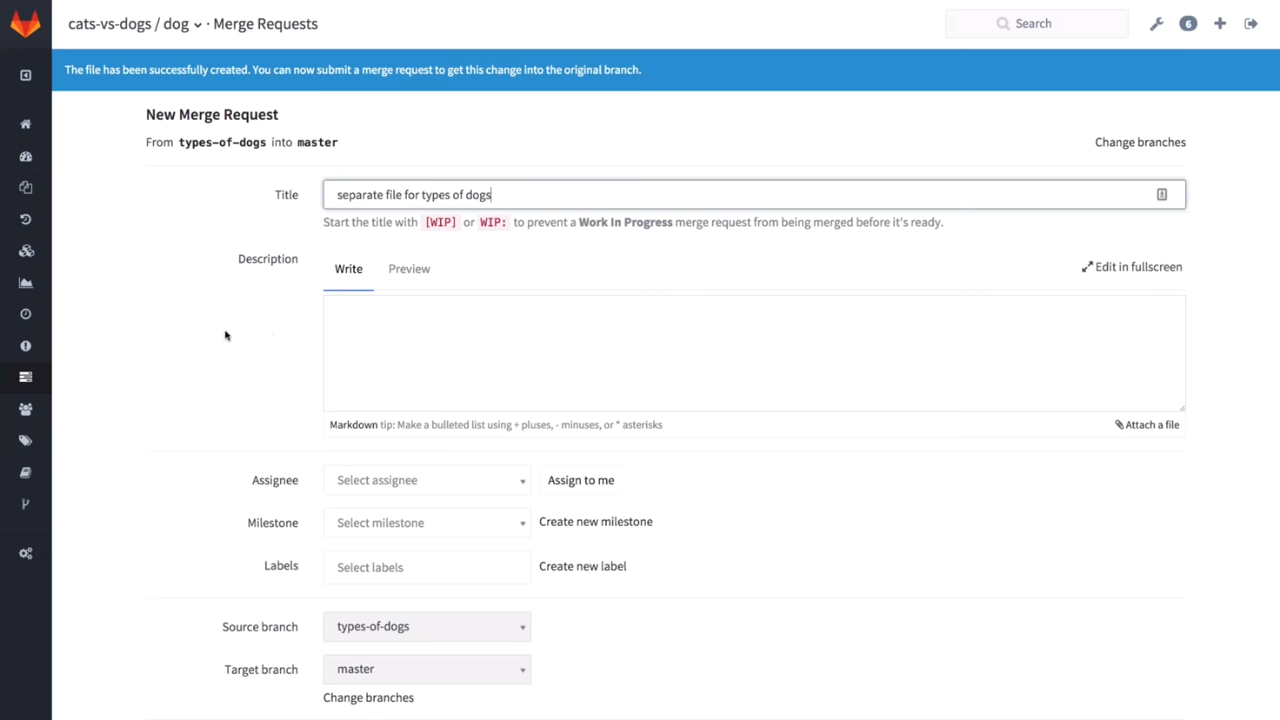 cats-vs-dogs / dog · Merge Requests
Search
6
The file has been successfully created. You can now submit a merge request to get this change into the original branch.
New Merge Request
From types-of-dogs into master
Change branches
Title
separate file for types of dogs
Start the title with [WIP] or WIP: to prevent a Work In Progress merge request from being merged before it's ready.
Description
Write
Preview
Edit in fullscreen
Markdown tip: Make a bulleted list using + pluses, - minuses, or * asterisks
Attach a file
Assignee
Select assignee
Assign to me
Milestone
Select milestone
Create new milestone
Labels
Select labels
Create new label
Source branch
types-of-dogs
Target branch
master
Change branches